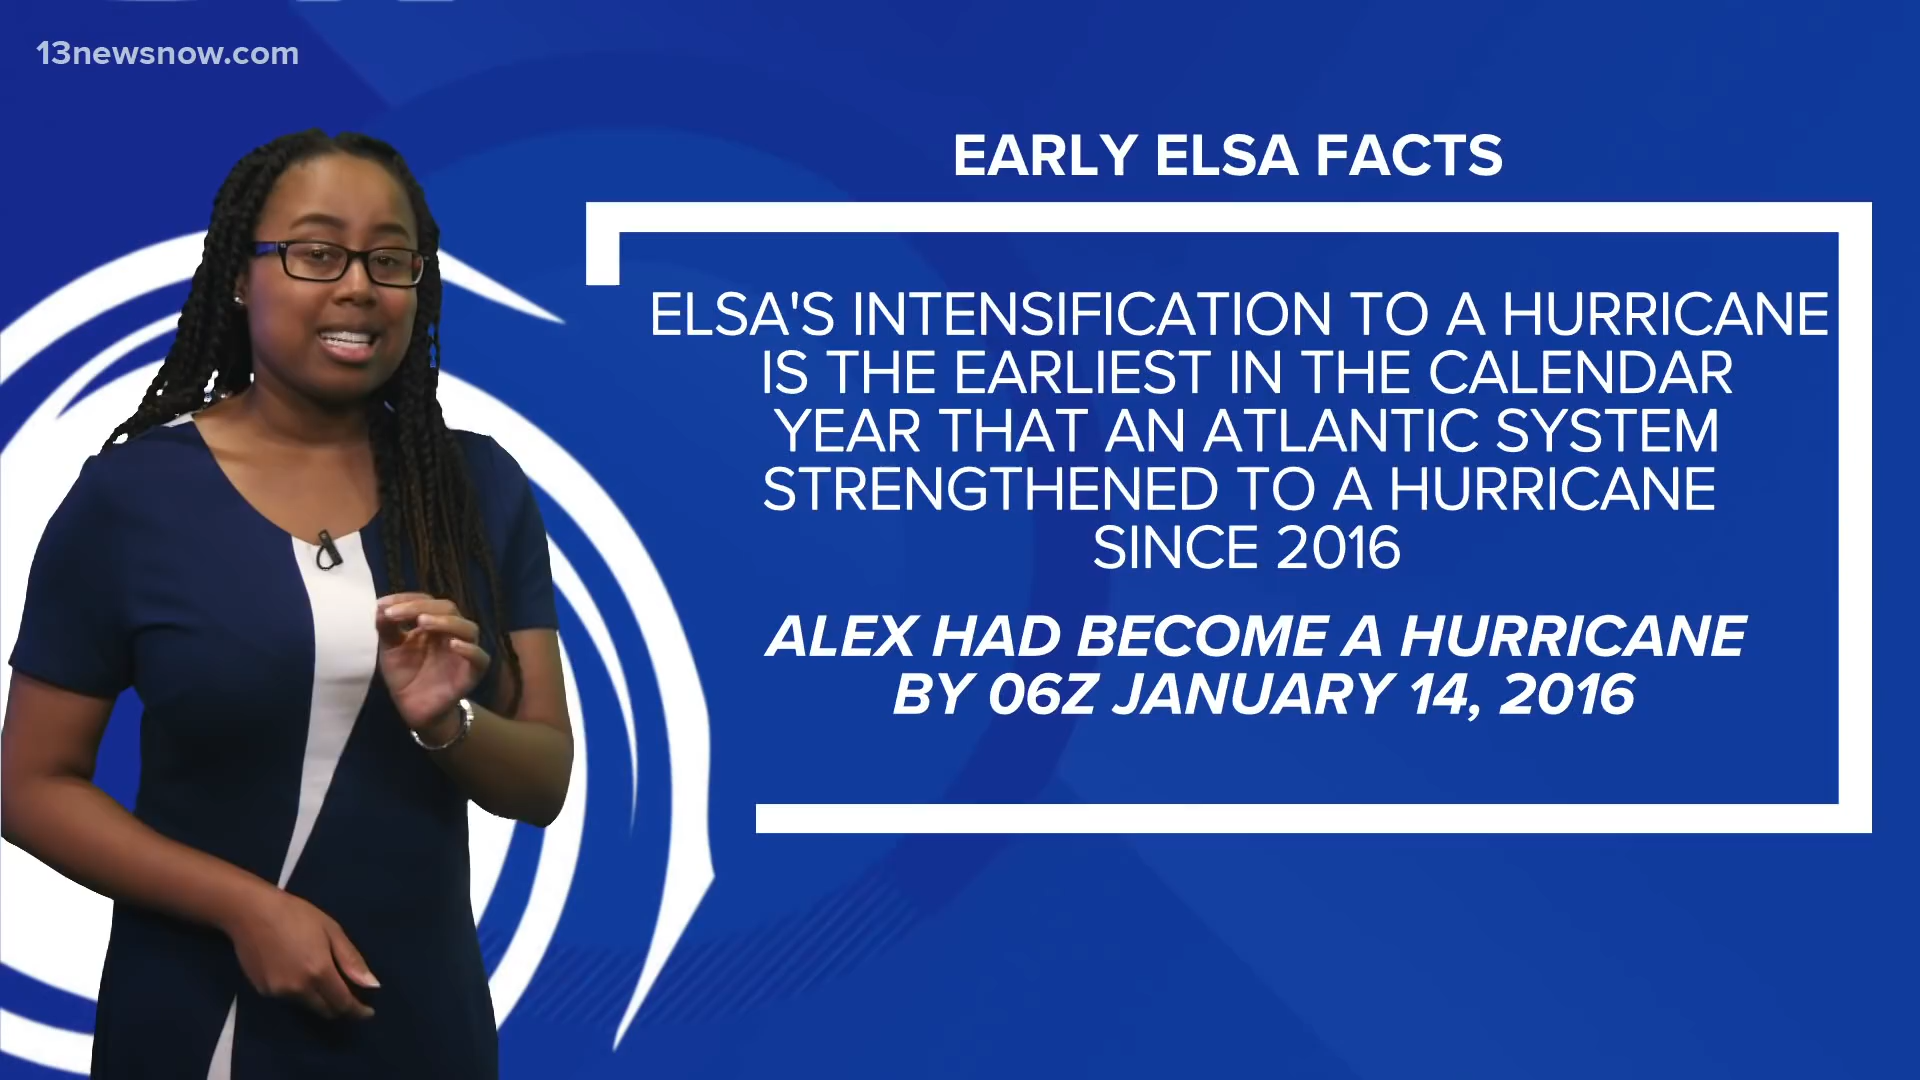 13newsnow.com
EARLY ELSA FACTS
ELSA'S INTENSIFICATION TO A HURRICANE
IS THE EARLIEST IN THE CALENDAR
YEAR THAT AN ATLANTIC SYSTEM
STRENGTHENED TO A HURRICANE
SINCE 2016
ALEX HAD BECOME A HURRICANE
BY 06Z JANUARY 14, 2016